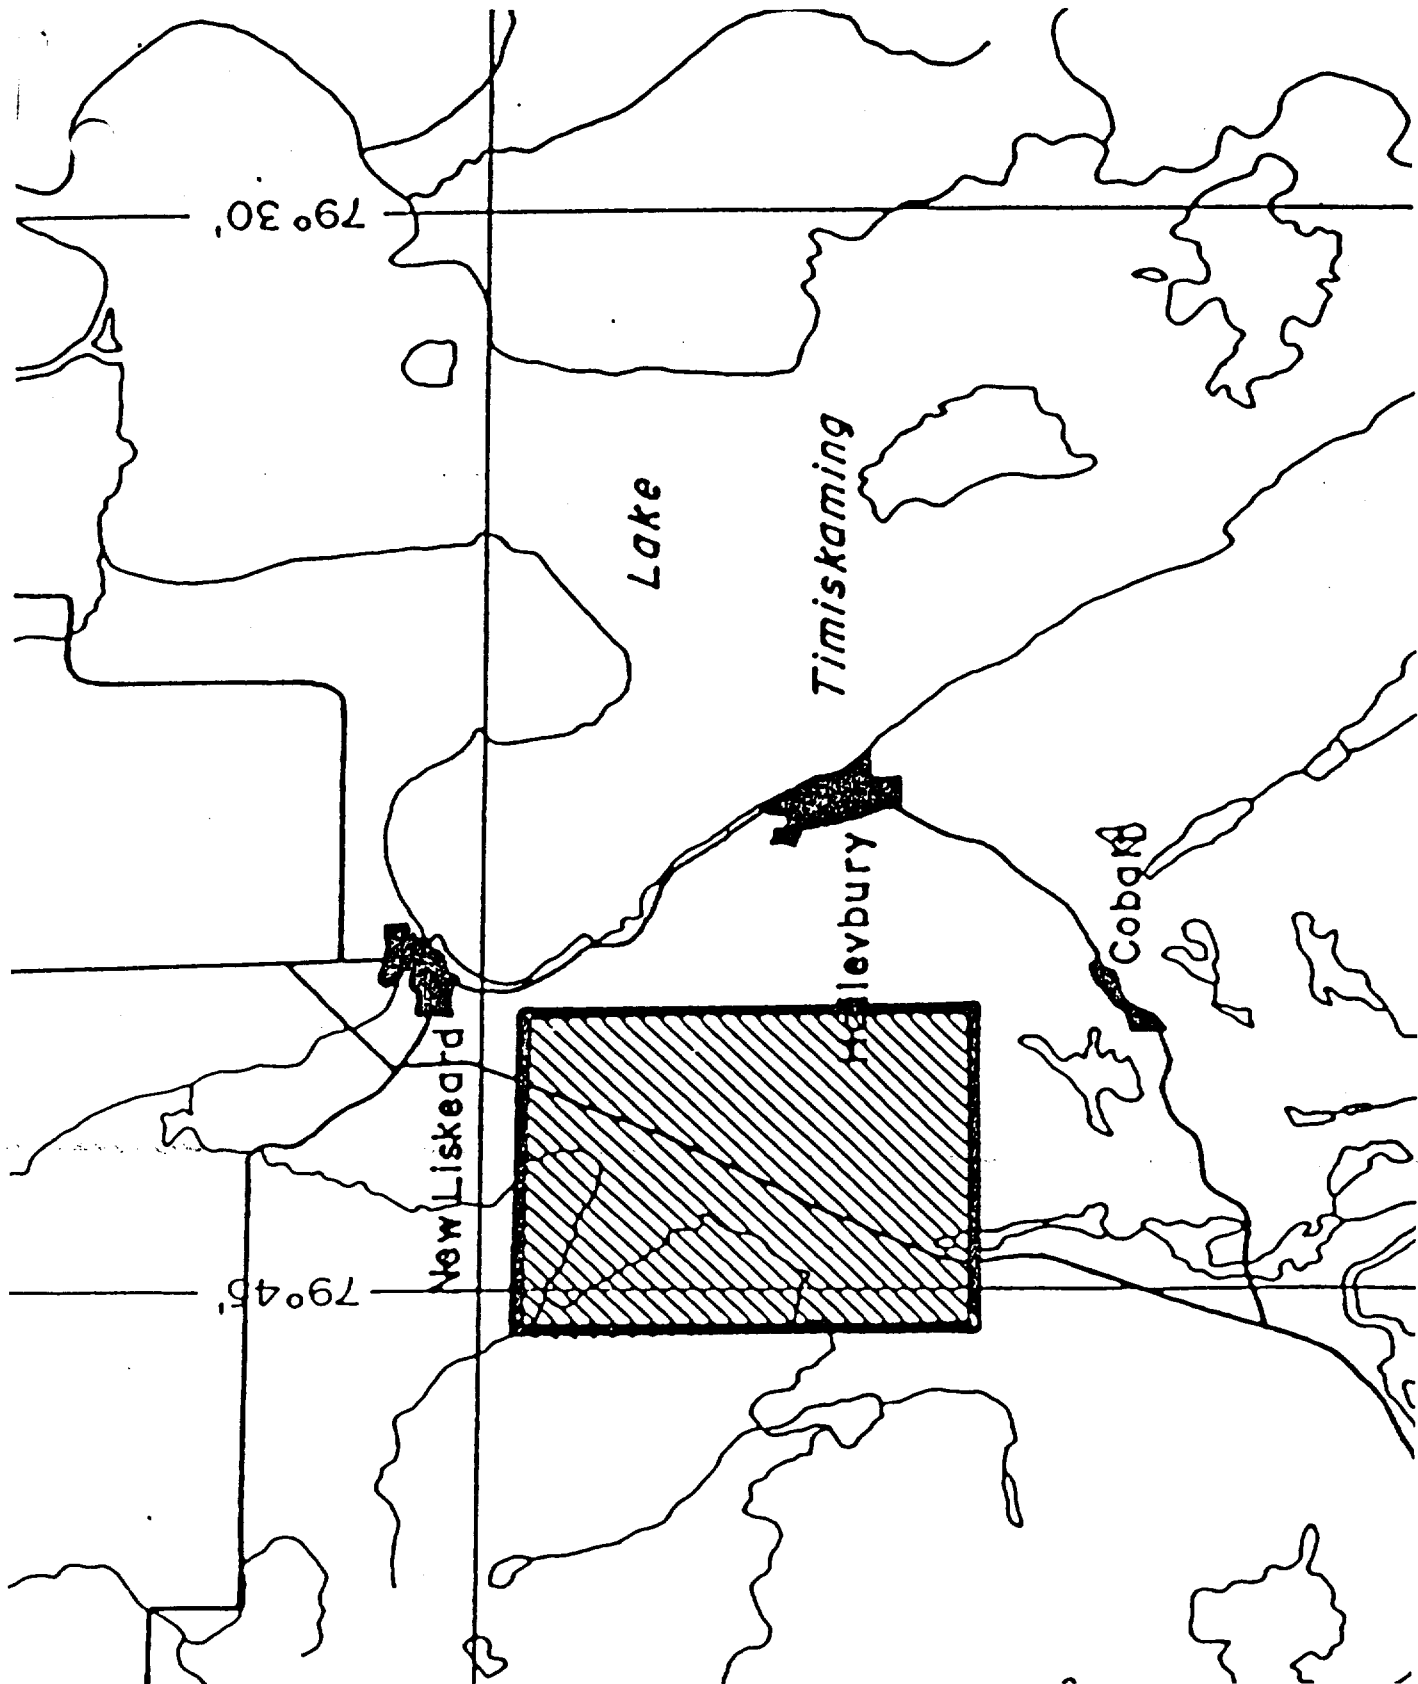 79° 30'
Lake
Timiskaming
Haileybury
Cobalt
New Liskeard
79° 45'